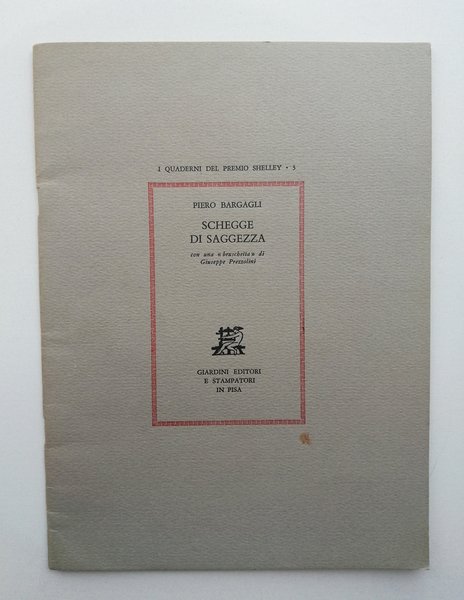 I QUADERNI DEL PREMIO SHELLEY • 3
PIERO BARGAGLI
SCHEGGE
DI SAGGEZZA
con una «bruschetta» di
Giuseppe Prezzolini
GIARDINI EDITORI
E STAMPATORI
IN PISA